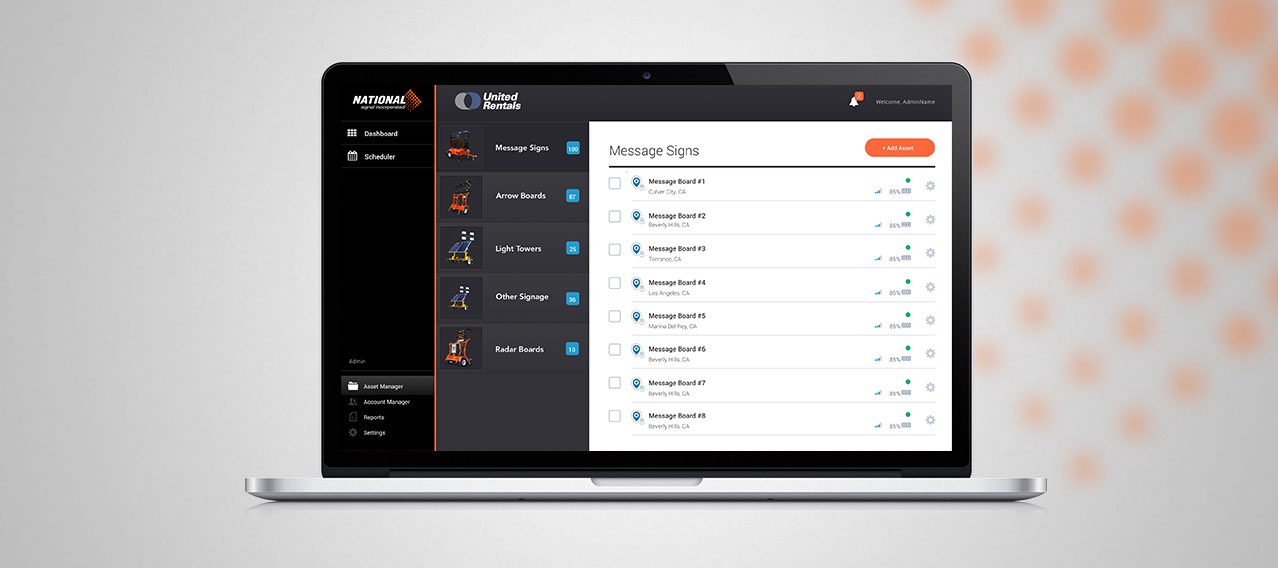 NATIONAL
signal incorporated
United
Rentals
Welcome, AdminName
Dashboard
Scheduler
Admin
Asset Manager
Account Manager
Reports
Settings
Message Signs 100
Arrow Boards 87
Light Towers 25
Other Signage 36
Radar Boards 10
Message Signs
+ Add Asset
Message Board #1
Culver City, CA
85%
Message Board #2
Beverly Hills, CA
85%
Message Board #3
Torrance, CA
85%
Message Board #4
Los Angeles, CA
85%
Message Board #5
Marina Del Rey, CA
85%
Message Board #6
Beverly Hills, CA
85%
Message Board #7
Beverly Hills, CA
85%
Message Board #8
Beverly Hills, CA
85%